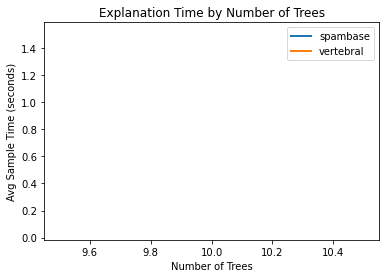 Explanation Time by Number of Trees
spambase
vertebral
Avg Sample Time (seconds)
1.4
1.2
1.0
0.8
0.6
0.4
0.2
0.0
9.6 9.8 10.0 10.2 10.4
Number of Trees